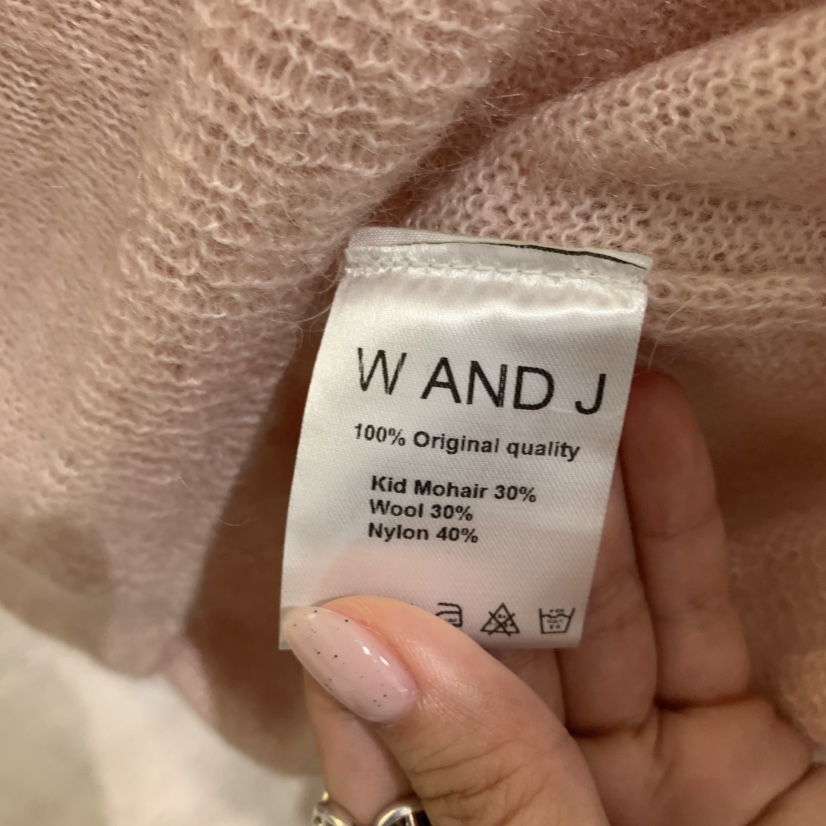 W AND J
100% Original quality
Kid Mohair 30%
Wool 30%
Nylon 40%